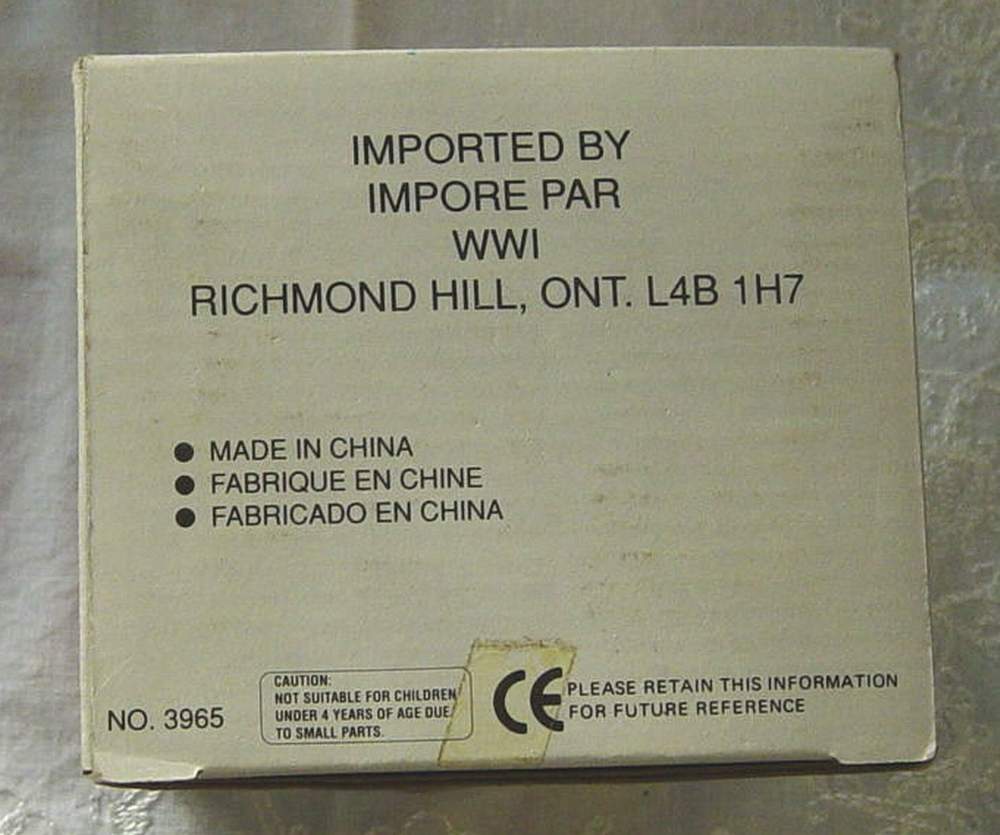 IMPORTED BY
IMPORE PAR
WWI
RICHMOND HILL, ONT. L4B 1H7
● MADE IN CHINA
● FABRIQUE EN CHINE
● FABRICADO EN CHINA
NO. 3965
CAUTION:
NOT SUITABLE FOR CHILDREN
UNDER 4 YEARS OF AGE DUE
TO SMALL PARTS.
CE
PLEASE RETAIN THIS INFORMATION
FOR FUTURE REFERENCE